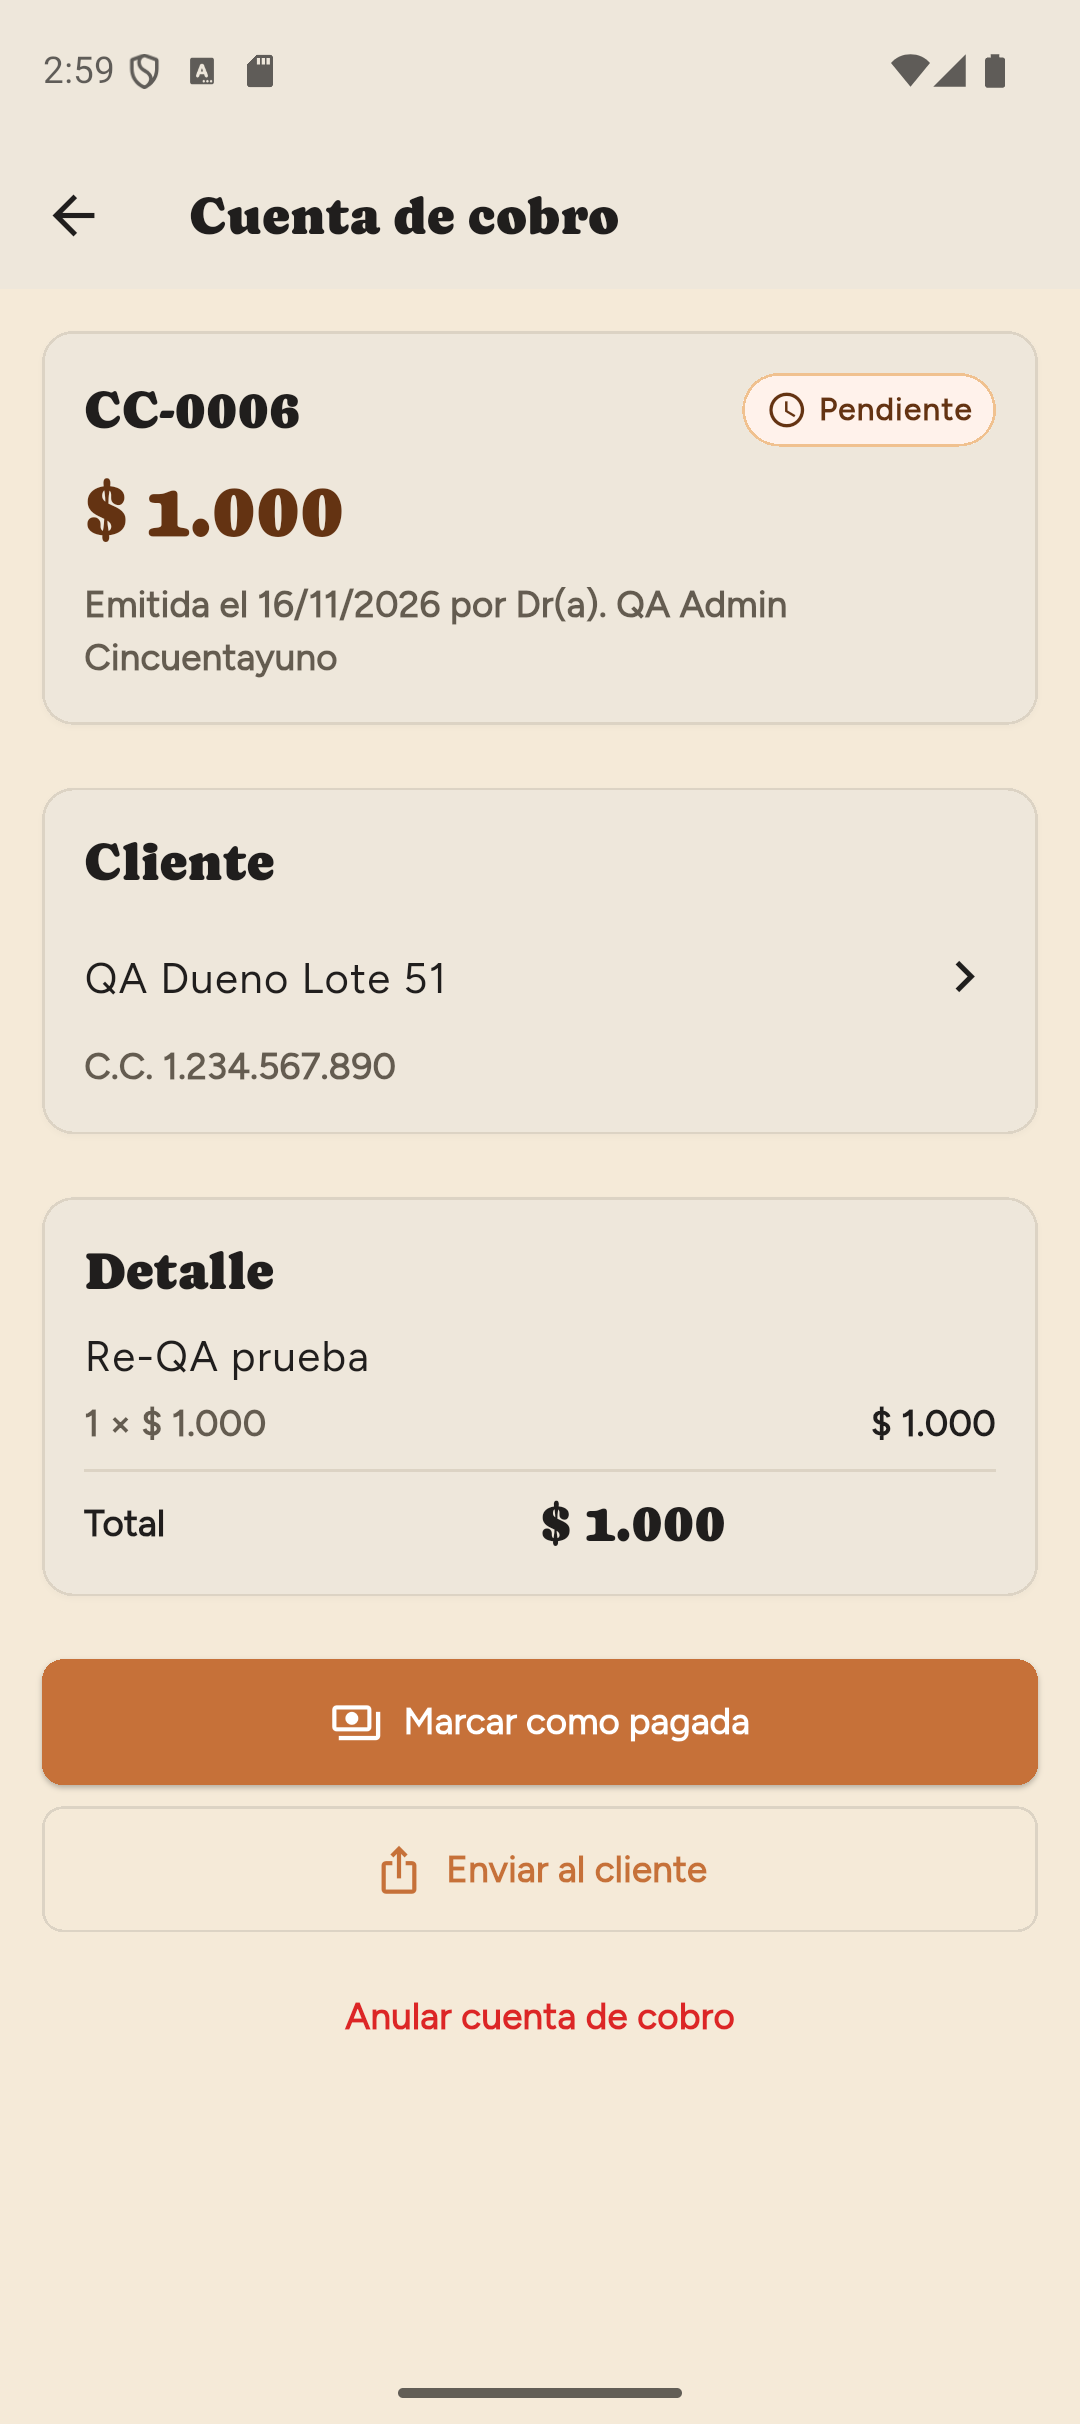 2:59
Cuenta de cobro
CC-0006
Pendiente
$ 1.000
Emitida el 16/11/2026 por Dr(a). QA Admin
Cincuentayuno
Cliente
QA Dueno Lote 51
C.C. 1.234.567.890
Detalle
Re-QA prueba
1 × $ 1.000 $ 1.000
Total $ 1.000
Marcar como pagada
Enviar al cliente
Anular cuenta de cobro